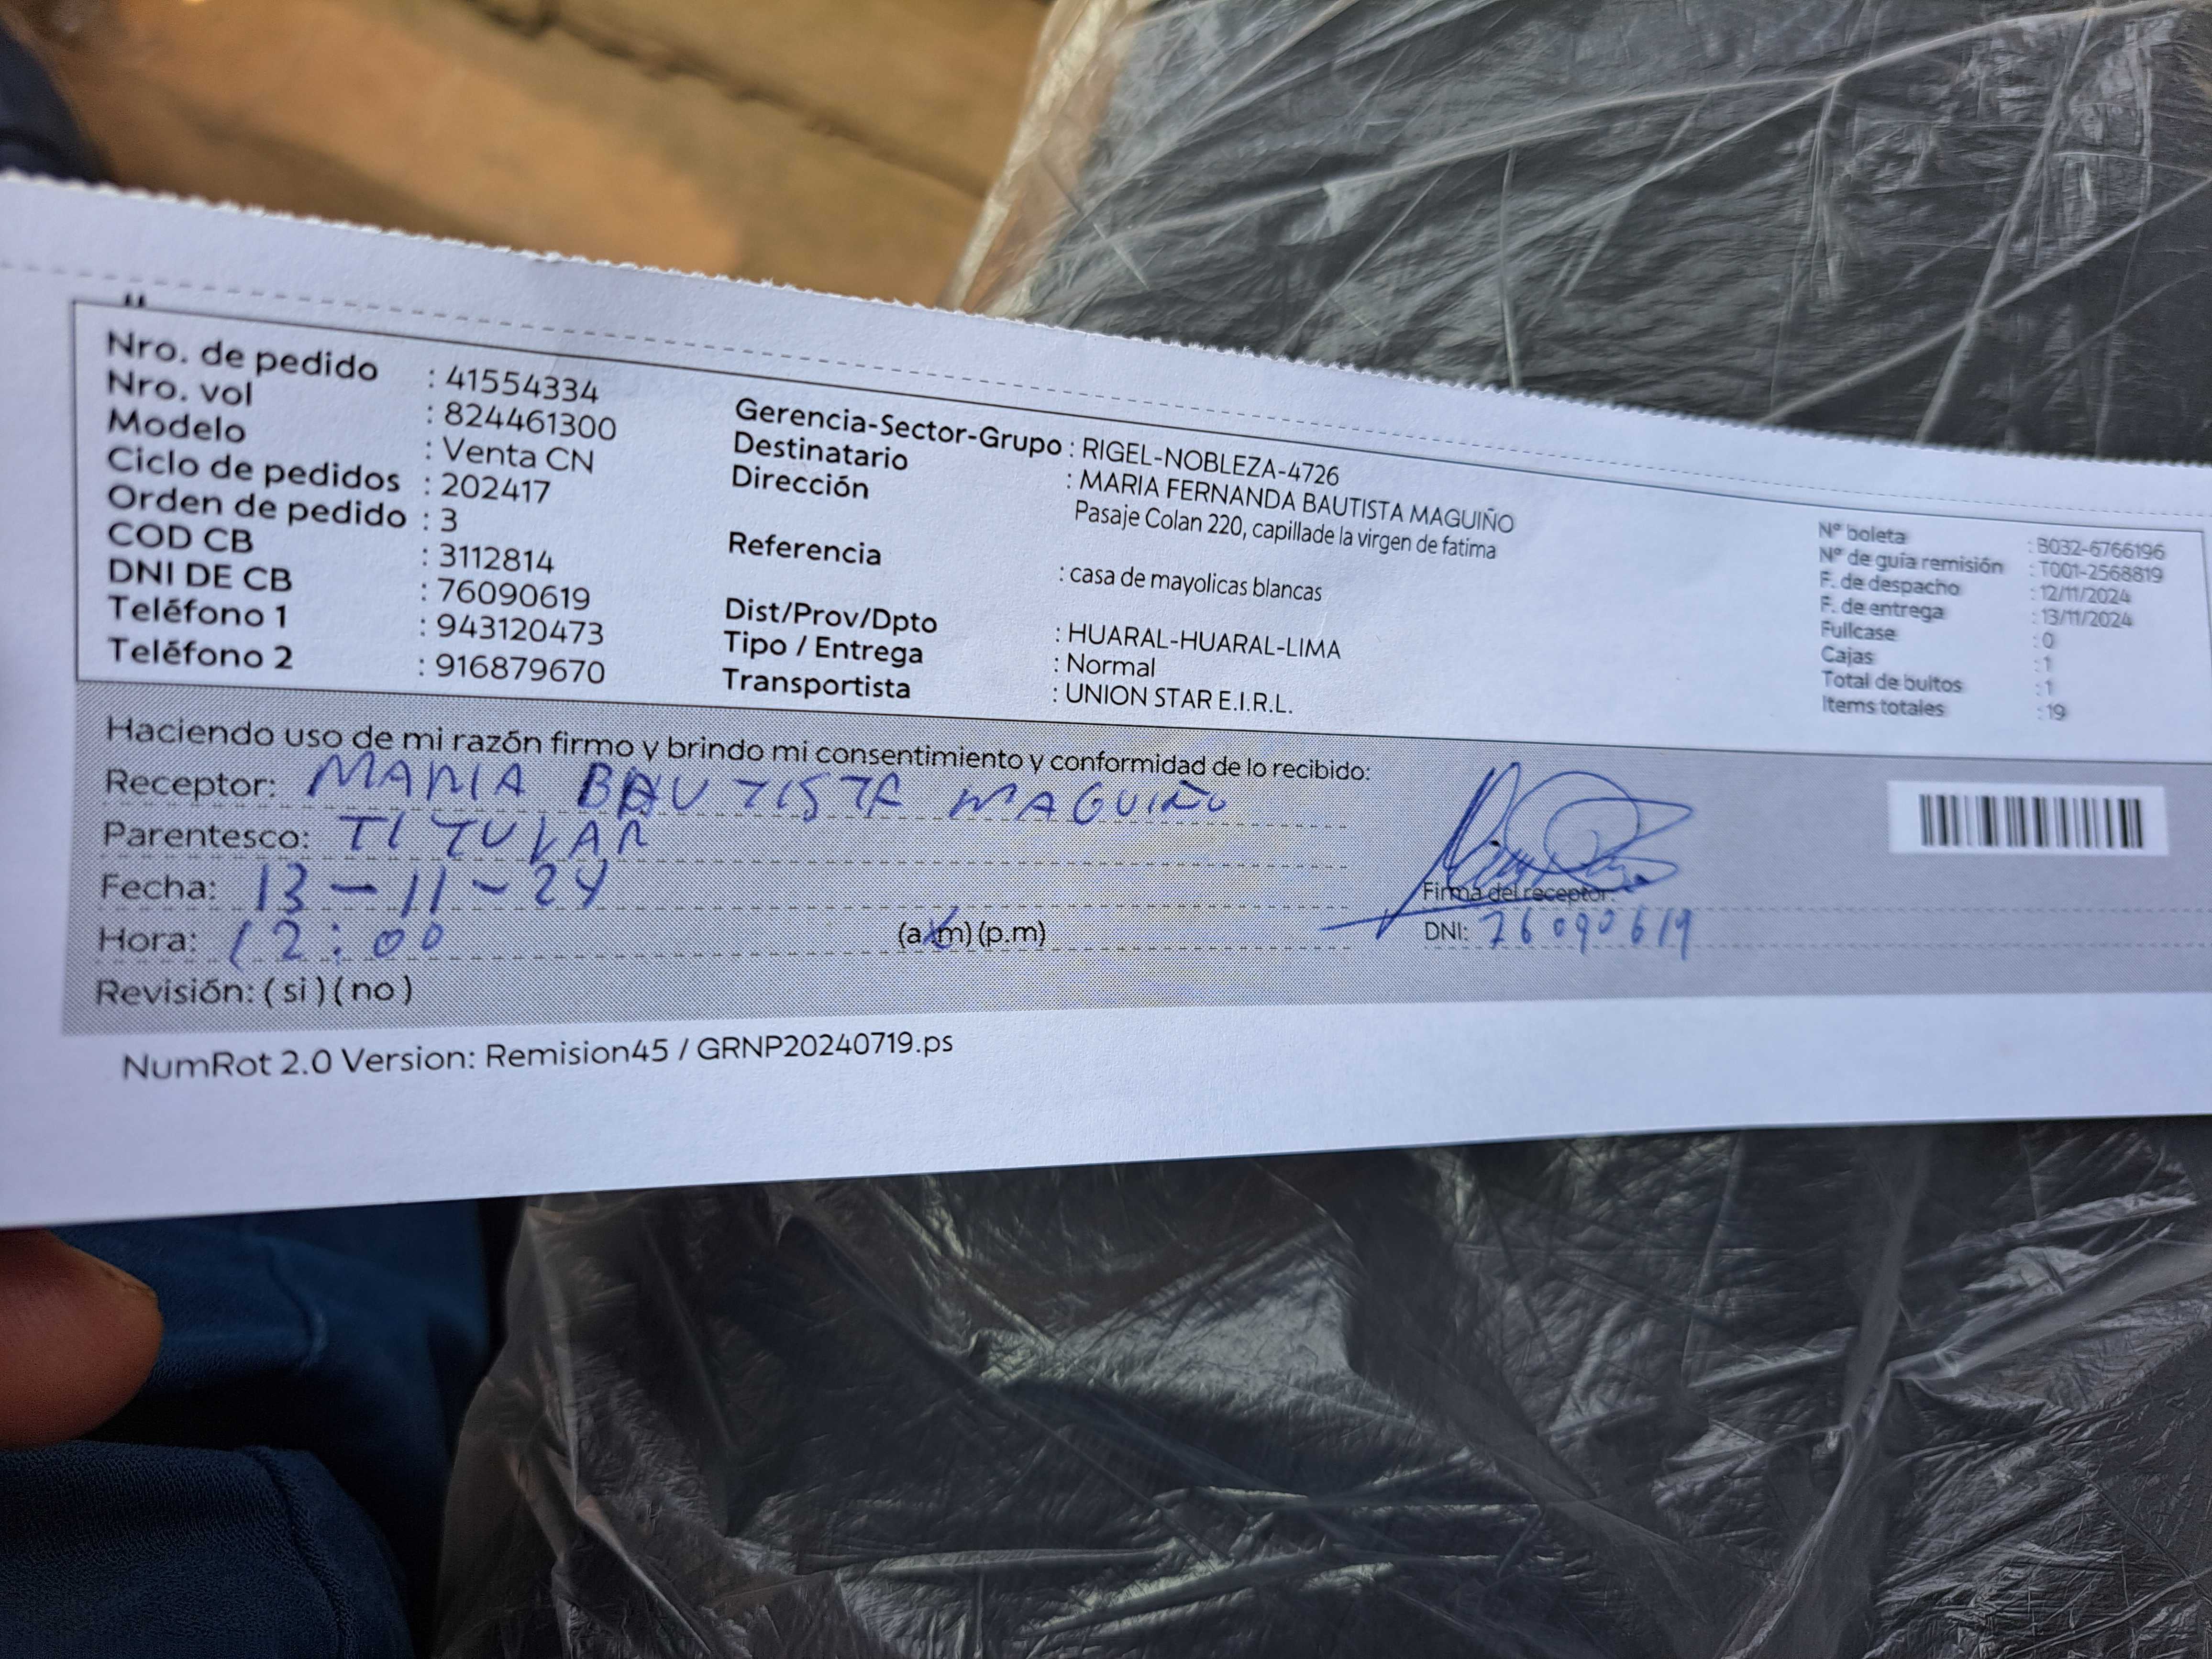 Nro. de pedido : 41554334
Nro. vol : 824461300
Modelo : Venta CN
Ciclo de pedidos : 202417
Orden de pedido : 3
COD CB : 3112814
DNI DE CB : 76090619
Teléfono 1 : 943120473
Teléfono 2 : 916879670
Gerencia-Sector-Grupo : RIGEL-NOBLEZA-4726
Destinatario : MARIA FERNANDA BAUTISTA MAGUIÑO
Dirección Pasaje Colan 220, capillade la virgen de fatima
Referencia : casa de mayolicas blancas
Dist/Prov/Dpto : HUARAL-HUARAL-LIMA
Tipo / Entrega : Normal
Transportista : UNION STAR E.I.R.L.
Nº boleta : B032-6766196
Nº de guía remisión : T001-2568819
F. de despacho : 12/11/2024
F. de entrega : 13/11/2024
Fullcase : 0
Cajas : 1
Total de bultos : 1
Items totales : 19
Haciendo uso de mi razón firmo y brindo mi consentimiento y conformidad de lo recibido:
Receptor: MARIA BAUTISTA MAGUIÑO
Parentesco: TITULAR
Fecha: 13-11-24
Hora: 12:00 (a.m) (p.m)
Revisión: ( si ) ( no )
Firma del receptor:
DNI: 76090619
NumRot 2.0 Version: Remision45 / GRNP20240719.ps